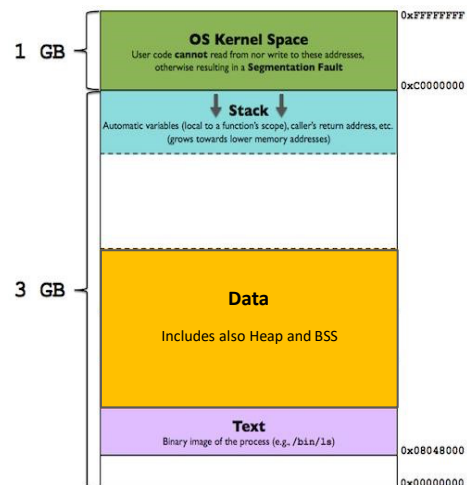 0xFFFFFFFF
OS Kernel Space
1 GB
User code cannot read from nor write to these addresses,
otherwise resulting in a Segmentation Fault
0xC0000000
Stack
Automatic variables (local to a function's scope), caller's return address, etc.
(grows towards lower memory addresses)
3 GB
Data
Includes also Heap and BSS
Text
Binary image of the process (e.g., /bin/ls)
0x08048000
0x00000000